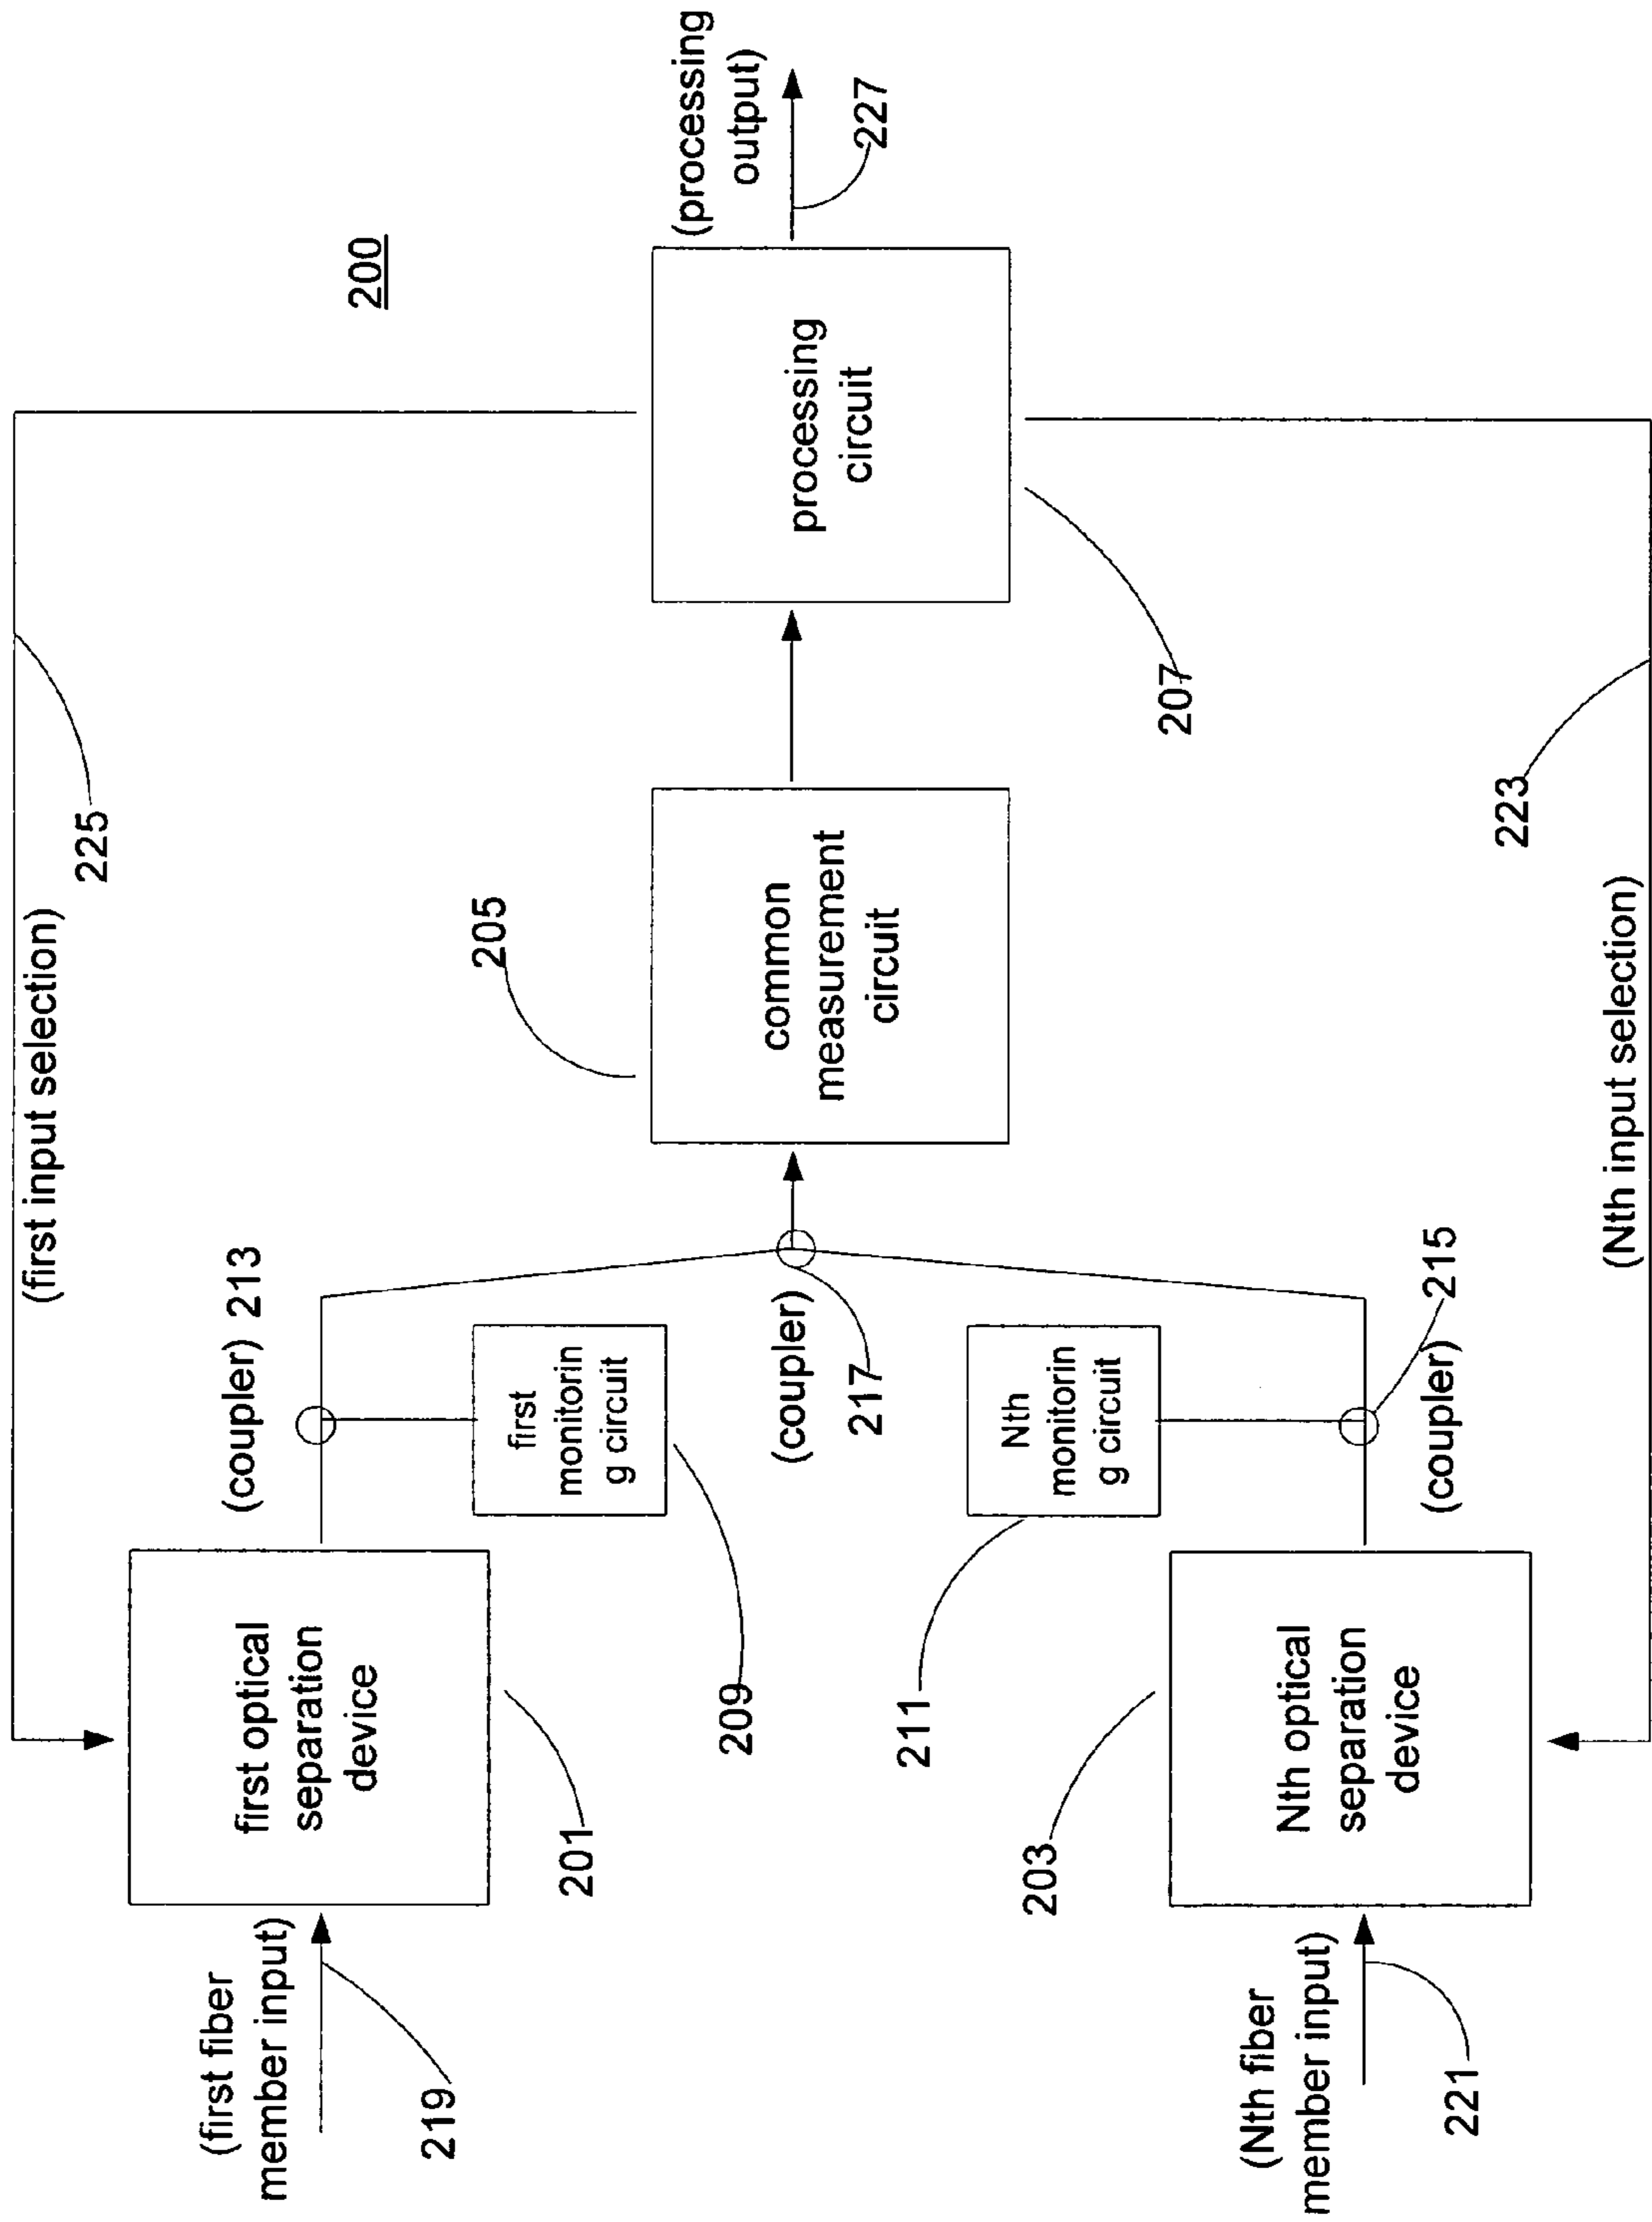 200
(first input selection)
225
(first fiber
member input)
219
first optical
separation
device
201
(coupler) 213
first
monitorin
g circuit
209
(coupler)
217
205
common
measurement
circuit
processing
circuit
207
(processing
output)
227
Nth
monitorin
g circuit
211
(coupler)
215
(Nth fiber
member input)
221
Nth optical
separation
device
203
(Nth input selection)
223